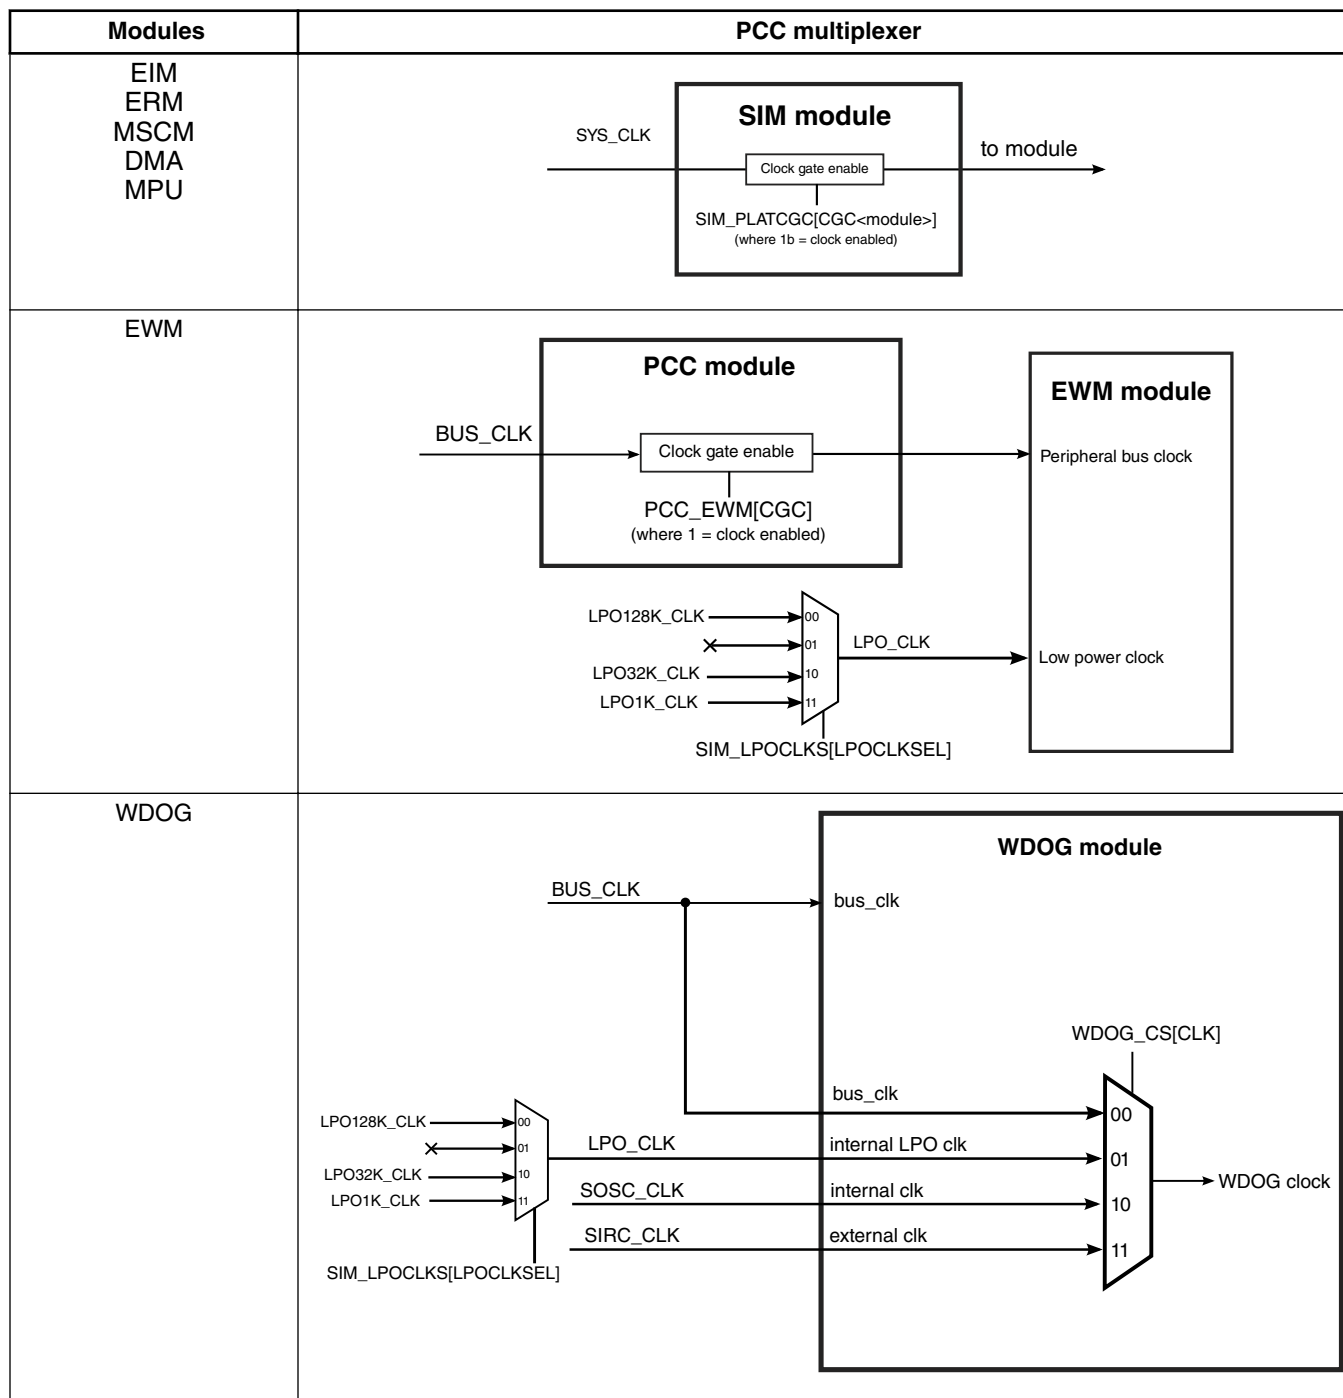 Modules
PCC multiplexer
EIM
ERM
MSCM
DMA
MPU
SIM module
SYS_CLK
Clock gate enable
to module
SIM_PLATCGC[CGC<module>]
(where 1b = clock enabled)
EWM
PCC module
EWM module
BUS_CLK
Clock gate enable
Peripheral bus clock
PCC_EWM[CGC]
(where 1 = clock enabled)
LPO128K_CLK
00
01
LPO_CLK
Low power clock
LPO32K_CLK
10
LPO1K_CLK
11
SIM_LPOCLKS[LPOCLKSEL]
WDOG
WDOG module
BUS_CLK
bus_clk
WDOG_CS[CLK]
bus_clk
00
LPO128K_CLK
00
01
LPO_CLK
internal LPO clk
01
LPO32K_CLK
10
SOSC_CLK
internal clk
10
WDOG clock
LPO1K_CLK
11
SIRC_CLK
external clk
11
SIM_LPOCLKS[LPOCLKSEL]